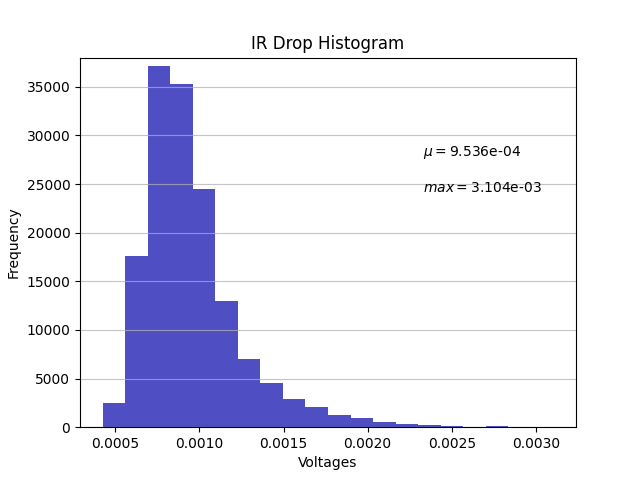 IR Drop Histogram
35000
30000
25000
20000
15000
10000
5000
0
Frequency
μ = 9.536e-04
max = 3.104e-03
0.0005 0.0010 0.0015 0.0020 0.0025 0.0030
Voltages